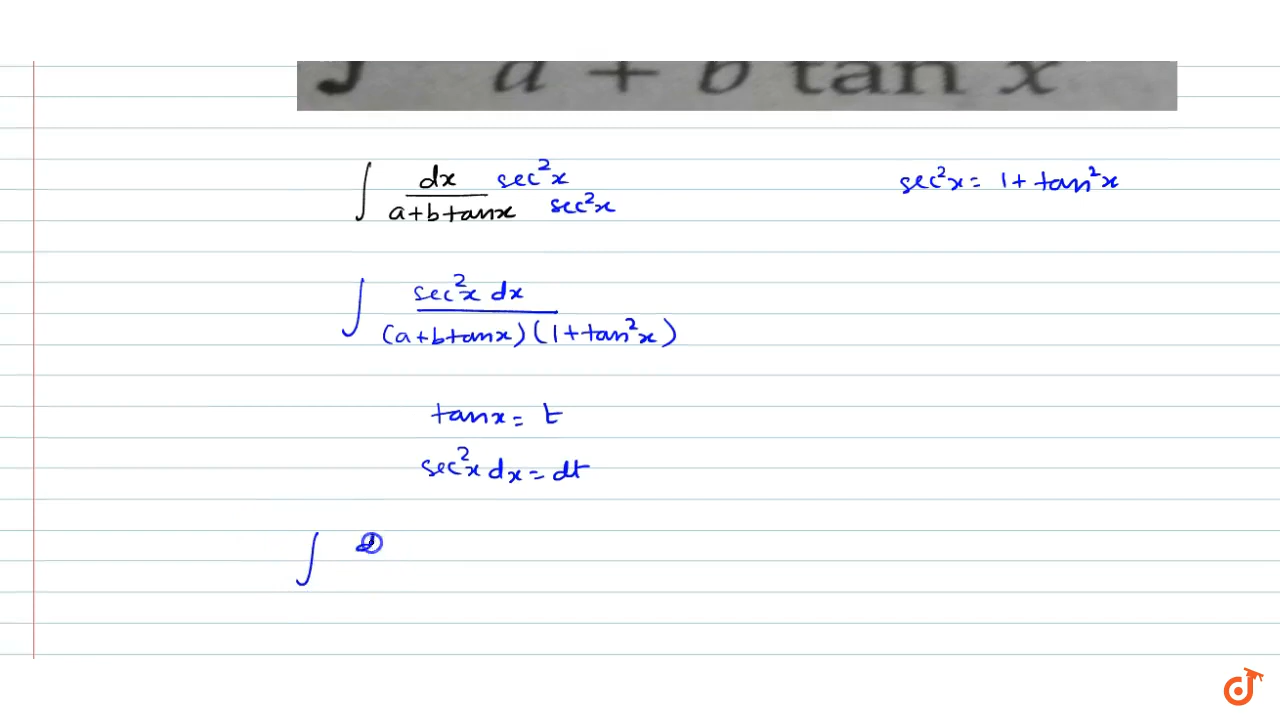 ∫ a + b tan x
∫ dx sec²x / a+b tanx sec²x
sec²x = 1 + tan²x
∫ sec²x dx / (a+b tanx)(1+tan²x)
tanx = t
sec²x dx = dt
∫ d